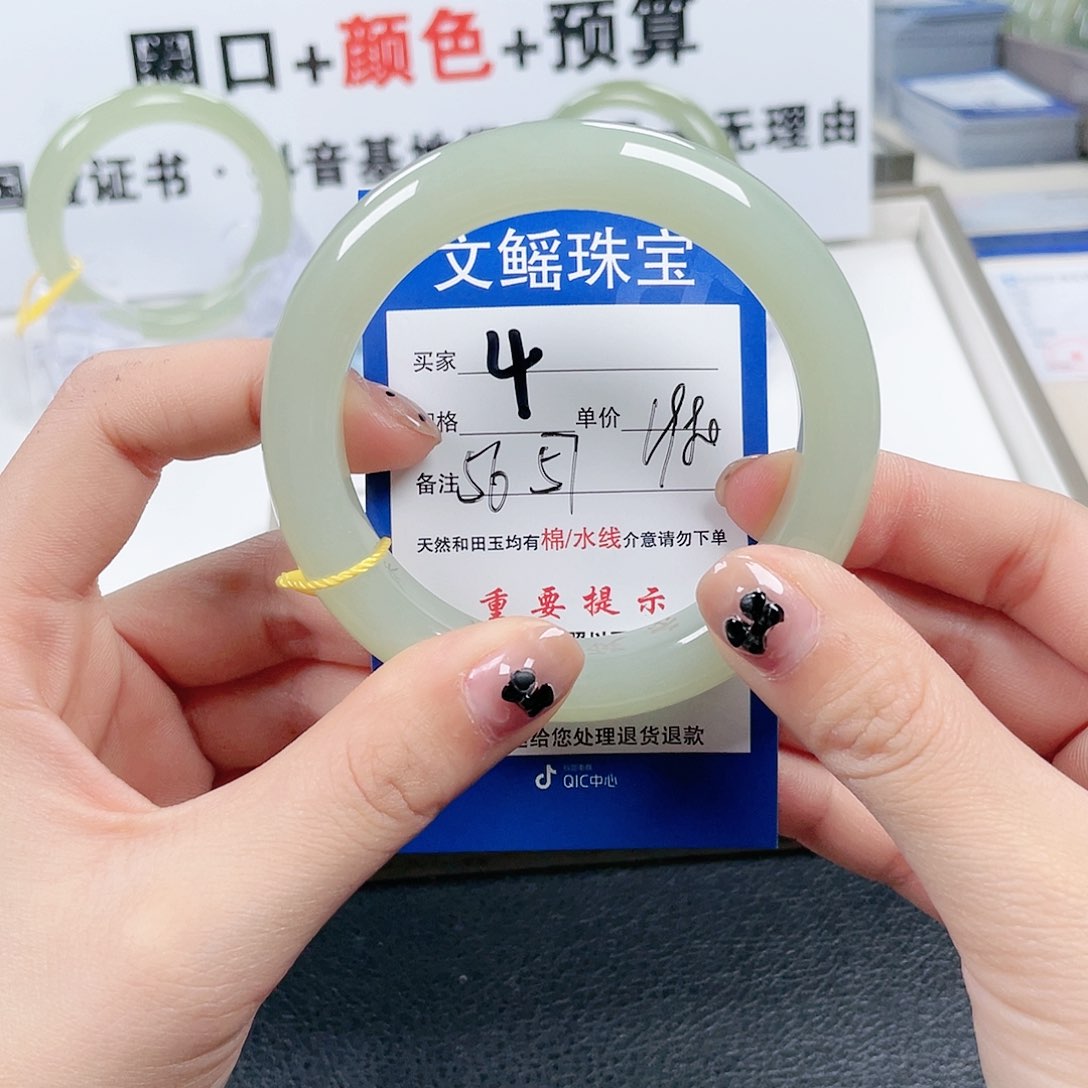 圈口+颜色+预算
证书·抖音基地 无理由
文鳐珠宝
买家 4
格 单价 1980
备注 56 57
天然和田玉均有棉/水线介意请勿下单
重要提示
给您处理退货退款
QIC中心